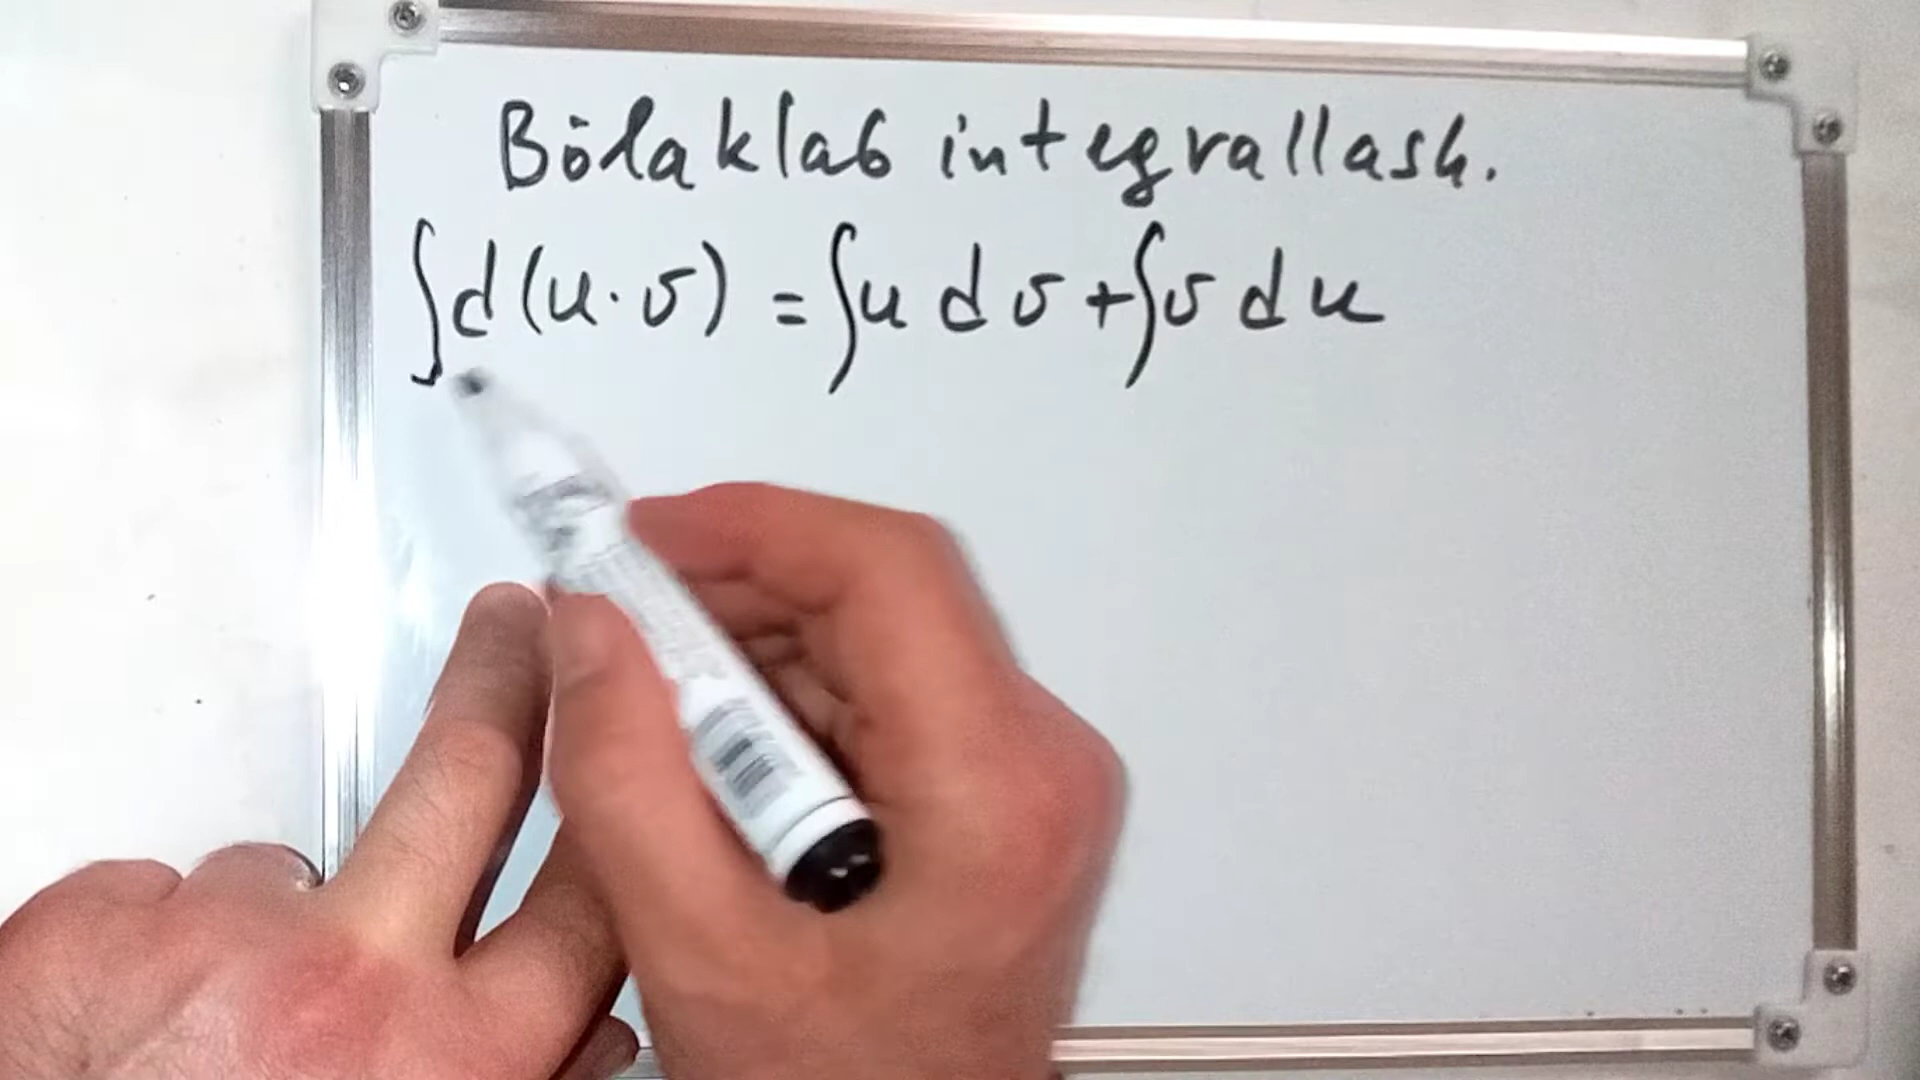 Bölaklab integrallash.
∫d(u·v) = ∫u dv + ∫v du